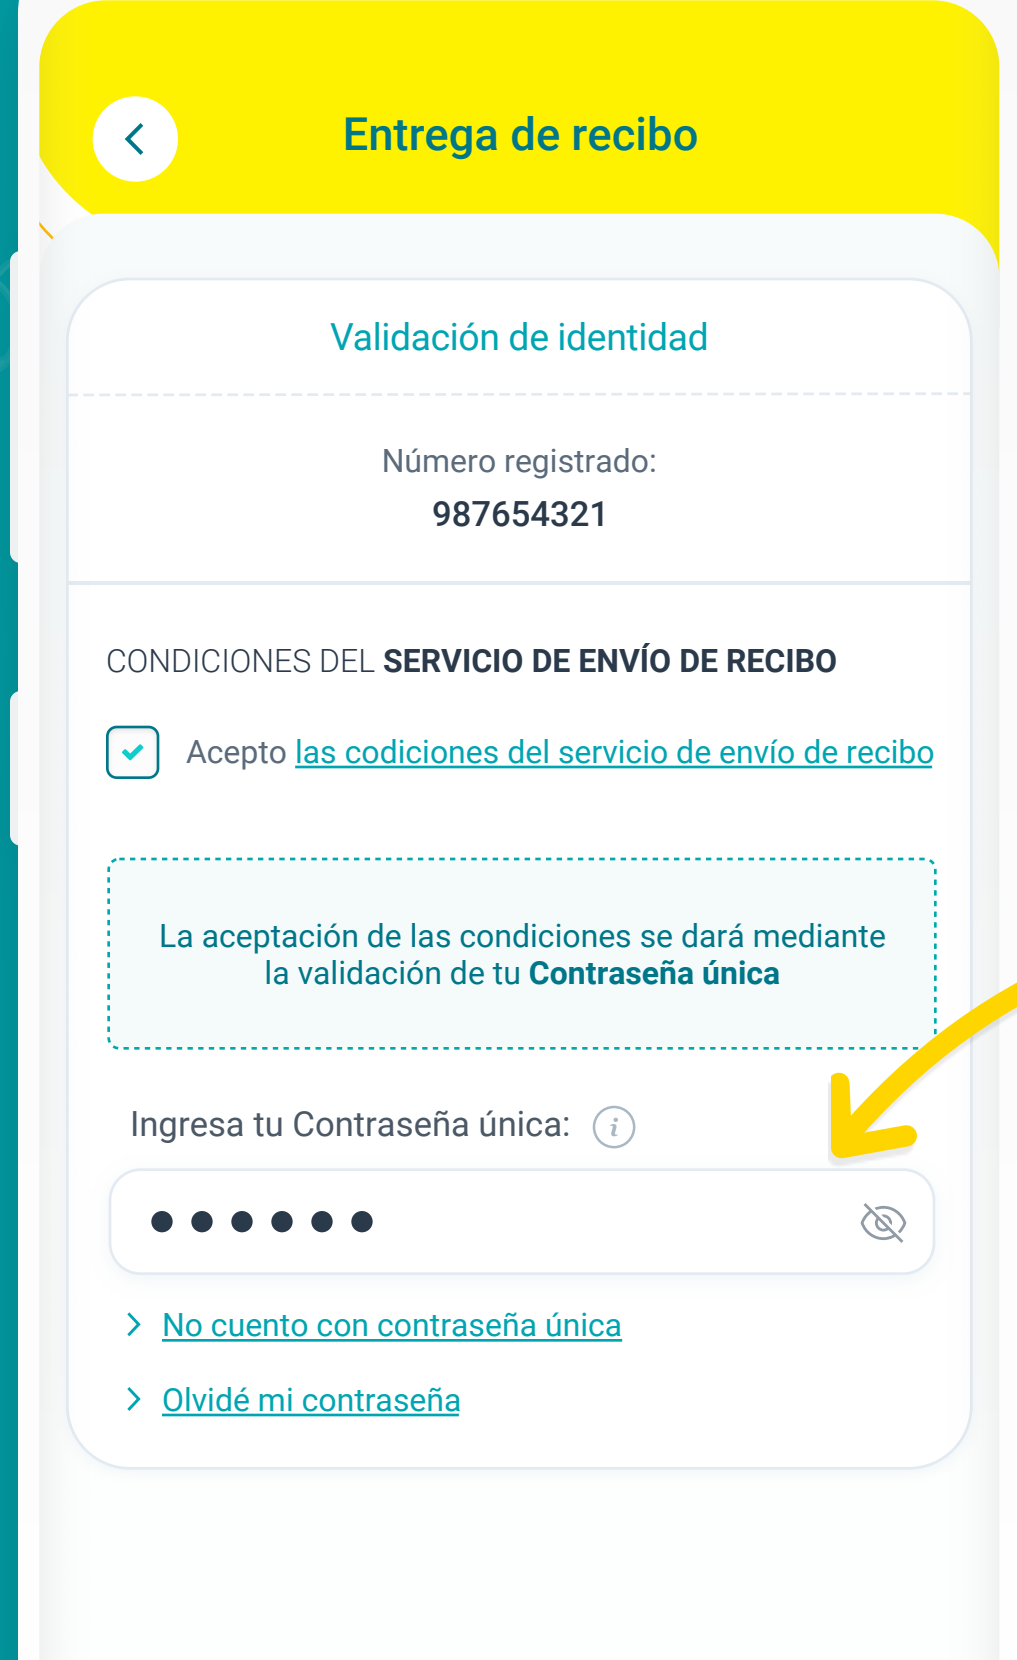 Entrega de recibo
Validación de identidad
Número registrado:
987654321
CONDICIONES DEL SERVICIO DE ENVÍO DE RECIBO
Acepto las codiciones del servicio de envío de recibo
La aceptación de las condiciones se dará mediante
la validación de tu Contraseña única
Ingresa tu Contraseña única:
No cuento con contraseña única
Olvidé mi contraseña